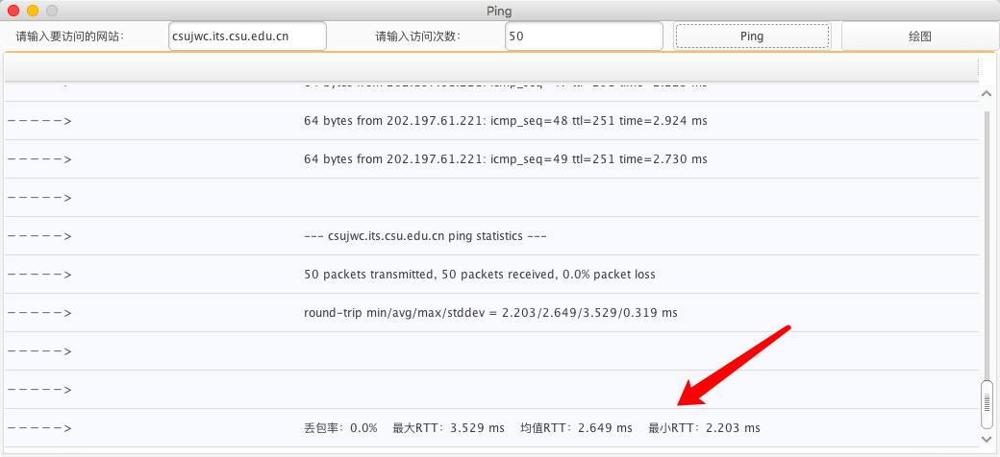 Ping
请输入要访问的网站: csujwc.its.csu.edu.cn 请输入访问次数: 50 Ping 绘图
-----> 64 bytes from 202.197.61.221: icmp_seq=48 ttl=251 time=2.924 ms
-----> 64 bytes from 202.197.61.221: icmp_seq=49 ttl=251 time=2.730 ms
----->
-----> --- csujwc.its.csu.edu.cn ping statistics ---
-----> 50 packets transmitted, 50 packets received, 0.0% packet loss
-----> round-trip min/avg/max/stddev = 2.203/2.649/3.529/0.319 ms
----->
----->
-----> 丢包率: 0.0% 最大RTT: 3.529 ms 均值RTT: 2.649 ms 最小RTT: 2.203 ms